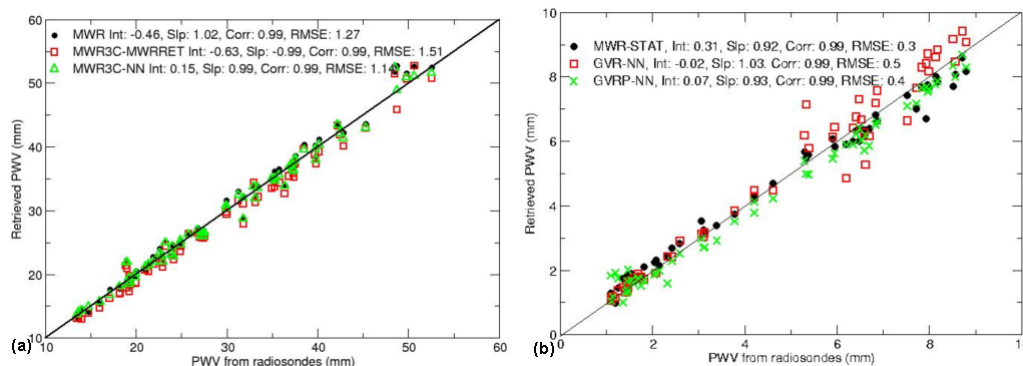 MWR Int: -0.46, Slp: 1.02, Corr: 0.99, RMSE: 1.27
MWR3C-MWRRET Int: -0.63, Slp: -0.99, Corr: 0.99, RMSE: 1.51
MWR3C-NN Int: 0.15, Slp: 0.99, Corr: 0.99, RMSE: 1.14
60
50
40
30
20
10
Retrieved PWV (mm)
10 20 30 40 50 60
PWV from radiosondes (mm)
(a)
MWR-STAT, Int: 0.31, Slp: 0.92, Corr: 0.99, RMSE: 0.3
GVR-NN, Int: -0.02, Slp: 1.03. Corr: 0.99, RMSE: 0.5
GVRP-NN, Int: 0.07, Slp: 0.93, Corr: 0.99, RMSE: 0.4
10
8
6
4
2
0
Retrieved PWV (mm)
0 2 4 6 8 10
PWV from radiosondes (mm)
(b)